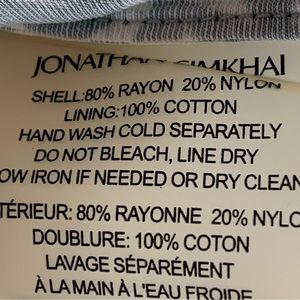 JONATHAN SIMKHAI
SHELL:80% RAYON 20% NYLON
LINING:100% COTTON
HAND WASH COLD SEPARATELY
DO NOT BLEACH, LINE DRY
OW IRON IF NEEDED OR DRY CLEAN
TÉRIEUR: 80% RAYONNE 20% NYLO
DOUBLURE: 100% COTON
LAVAGE SÉPARÉMENT
À LA MAIN À L'EAU FROIDE